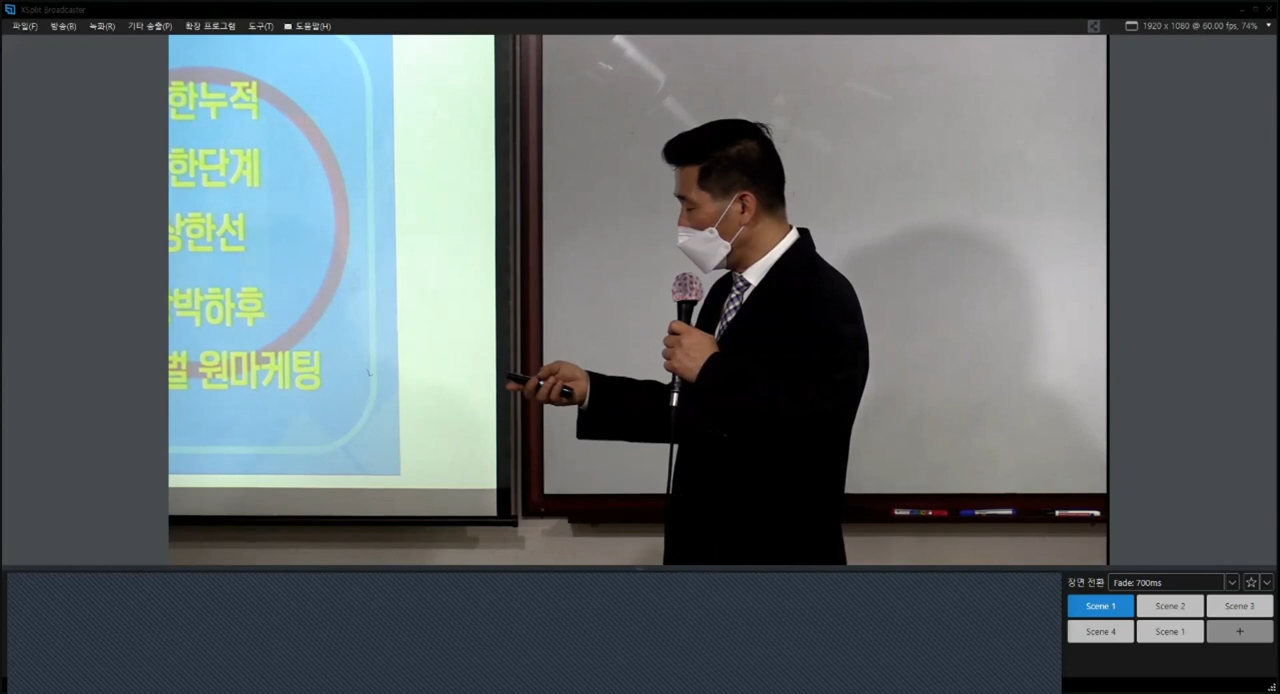 XSplit Broadcaster
파일(F) 방송(B) 녹화(R) 기타 송출(P) 확장 프로그램 도구(T) 도움말(H)
1920 x 1080 @ 60.00 fps, 74%
한누적
한단계
상한선
박하후
벌 원마케팅
장면 전환 Fade: 700ms
Scene 1 Scene 2 Scene 3
Scene 4 Scene 1 +